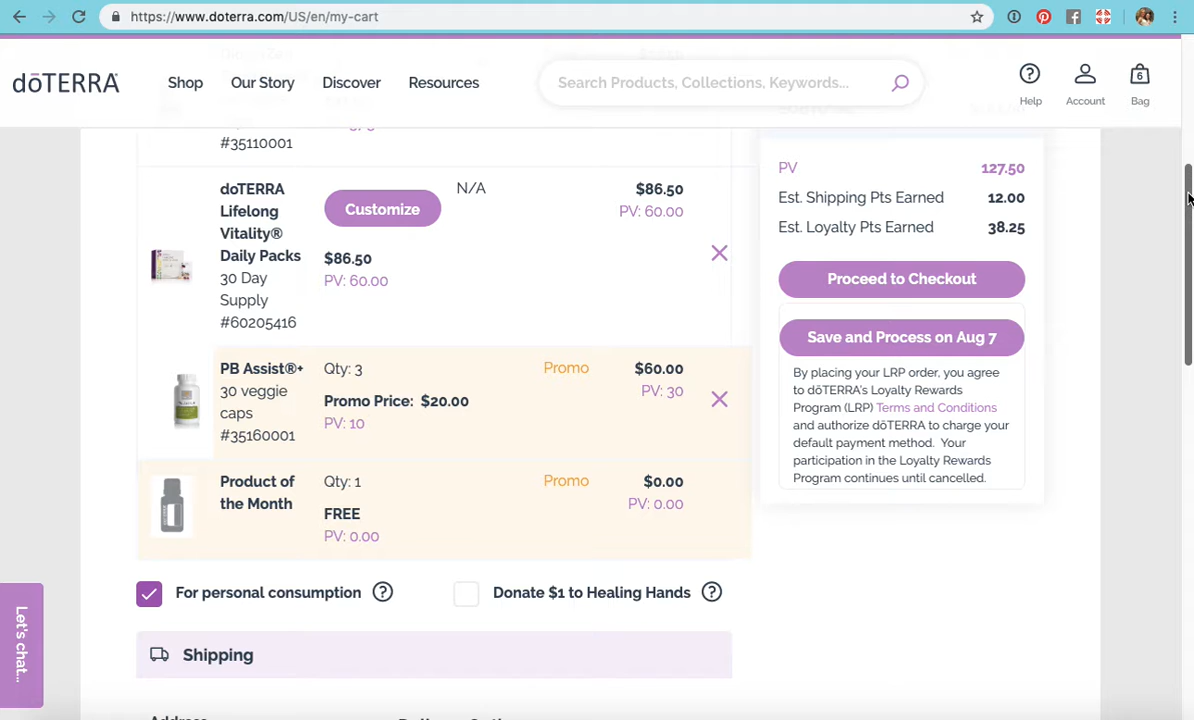 https://www.doterra.com/US/en/my-cart
dōTERRA
Shop
Our Story
Discover
Resources
Search Products, Collections, Keywords...
Help
Account
6
Bag
#35110001
doTERRA
Lifelong
Vitality®
Daily Packs
30 Day
Supply
#60205416
Customize
$86.50
PV: 60.00
N/A
$86.50
PV: 60.00
PB Assist®+
30 veggie
caps
#35160001
Qty: 3
Promo Price: $20.00
PV: 10
Promo
$60.00
PV: 30
Product of
the Month
Qty: 1
FREE
PV: 0.00
Promo
$0.00
PV: 0.00
For personal consumption
Donate $1 to Healing Hands
Shipping
PV 127.50
Est. Shipping Pts Earned 12.00
Est. Loyalty Pts Earned 38.25
Proceed to Checkout
Save and Process on Aug 7
By placing your LRP order, you agree
to dōTERRA's Loyalty Rewards
Program (LRP) Terms and Conditions
and authorize dōTERRA to charge your
default payment method. Your
participation in the Loyalty Rewards
Program continues until cancelled.
Let's chat...